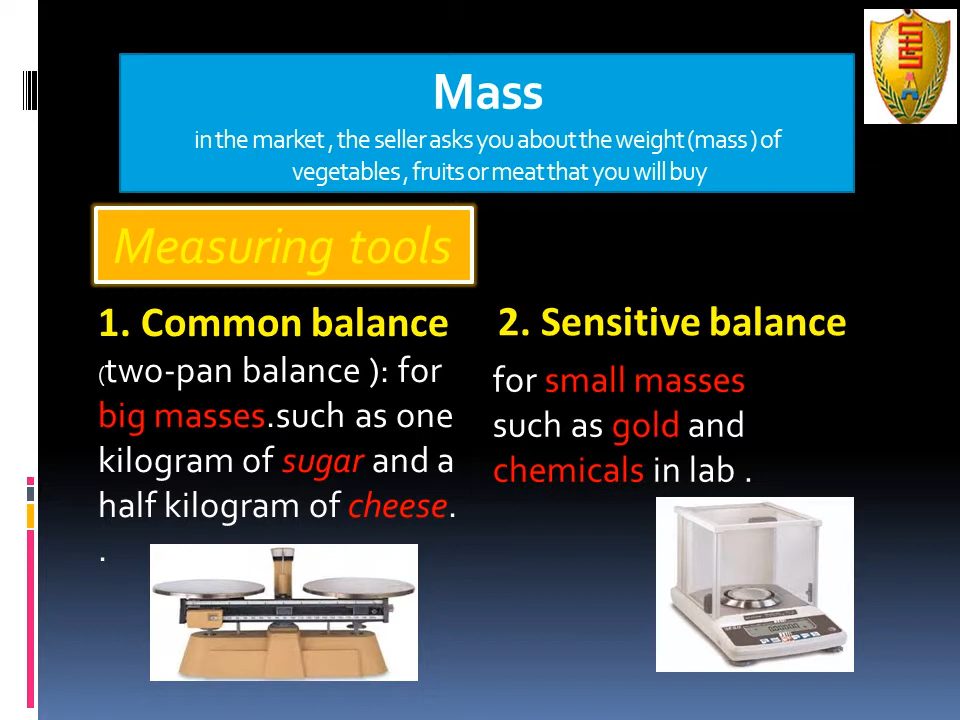 Mass
in the market , the seller asks you about the weight (mass ) of
vegetables , fruits or meat that you will buy
Measuring tools
1. Common balance
(two-pan balance ): for
big masses.such as one
kilogram of sugar and a
half kilogram of cheese.
.
2. Sensitive balance
for small masses
such as gold and
chemicals in lab .